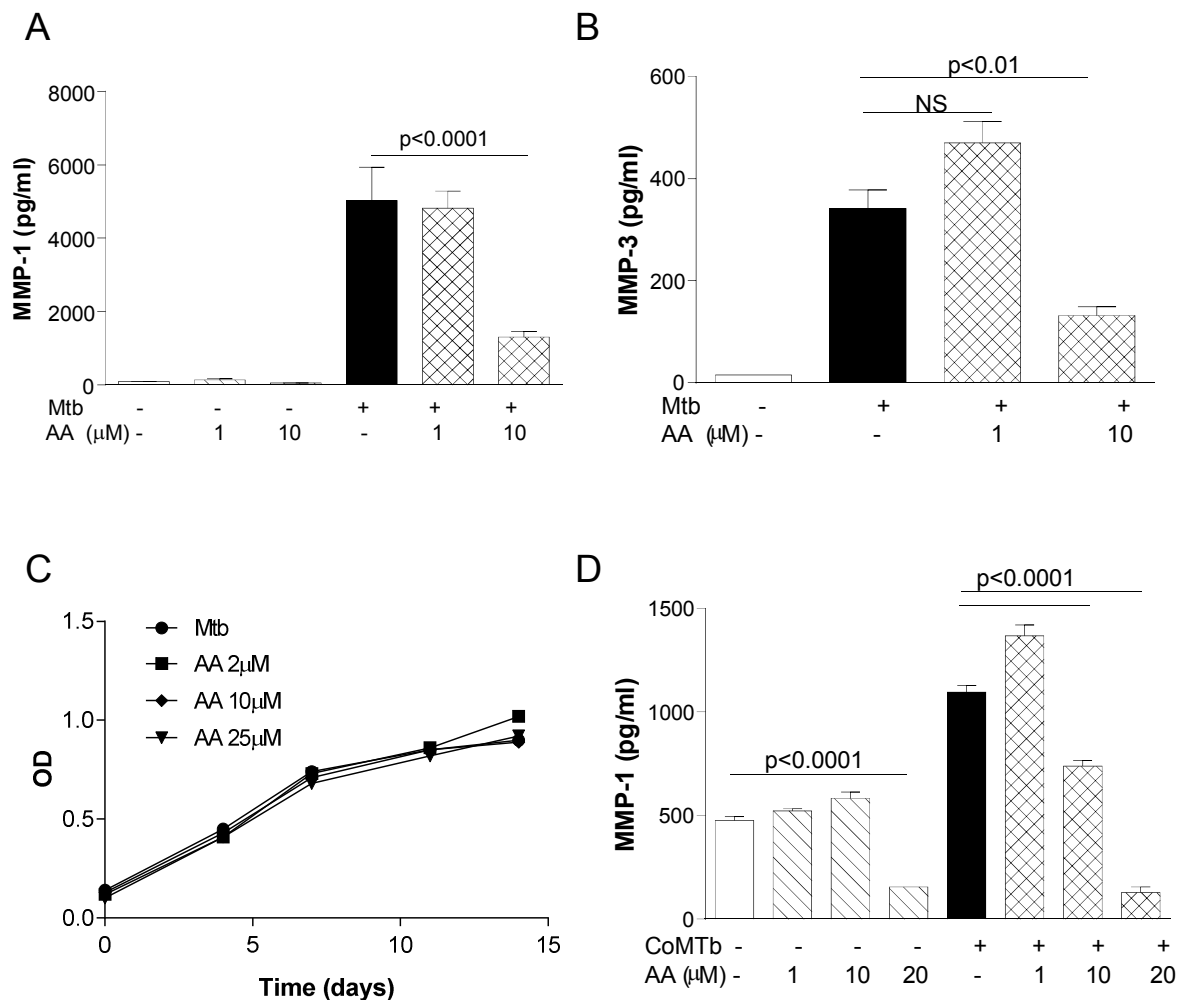 A
8000
6000
4000
2000
0
MMP-1 (pg/ml)
p<0.0001
Mtb - - - + + +
AA (μM) - 1 10 - 1 10
B
600
400
200
0
MMP-3 (pg/ml)
p<0.01
NS
Mtb - + + +
AA (μM) - - 1 10
C
1.5
1.0
0.5
0.0
OD
Mtb
AA 2μM
AA 10μM
AA 25μM
0 5 10 15
Time (days)
D
1500
1000
500
0
MMP-1 (pg/ml)
p<0.0001
p<0.0001
CoMTb - - - - + + + +
AA (μM) - 1 10 20 - 1 10 20